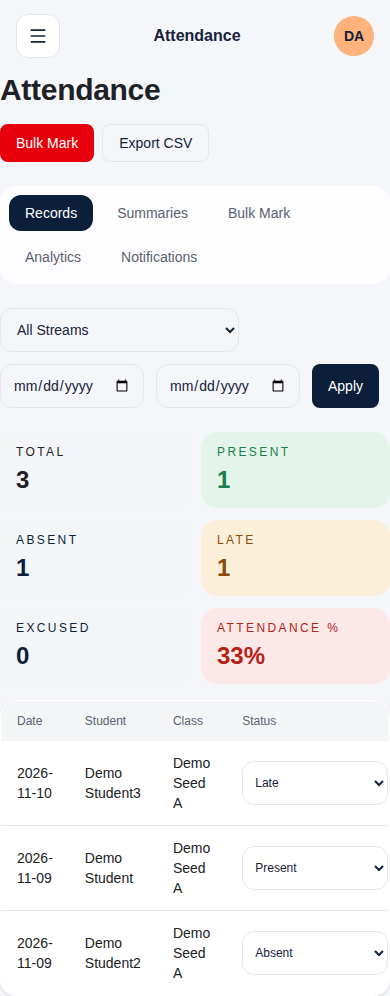 Attendance
DA
Attendance
Bulk Mark
Export CSV
Records
Summaries
Bulk Mark
Analytics
Notifications
All Streams
mm/dd/yyyy
mm/dd/yyyy
Apply
TOTAL
3
PRESENT
1
ABSENT
1
LATE
1
EXCUSED
0
ATTENDANCE %
33%
Date Student Class Status
2026-
11-10
Demo
Student3
Demo
Seed
A
Late
2026-
11-09
Demo
Student
Demo
Seed
A
Present
2026-
11-09
Demo
Student2
Demo
Seed
A
Absent